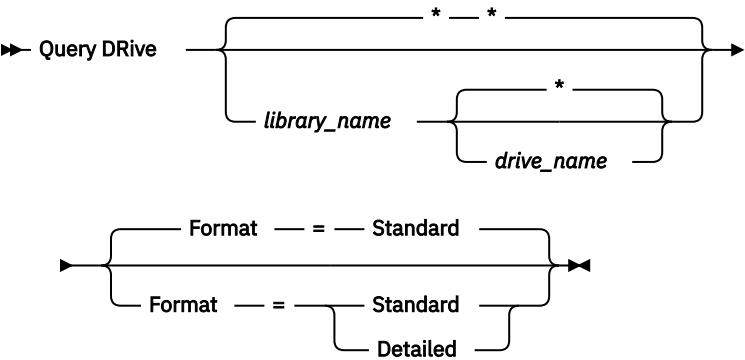 * *
Query DRive
*
library_name
drive_name
Format = Standard
Format = Standard
Detailed